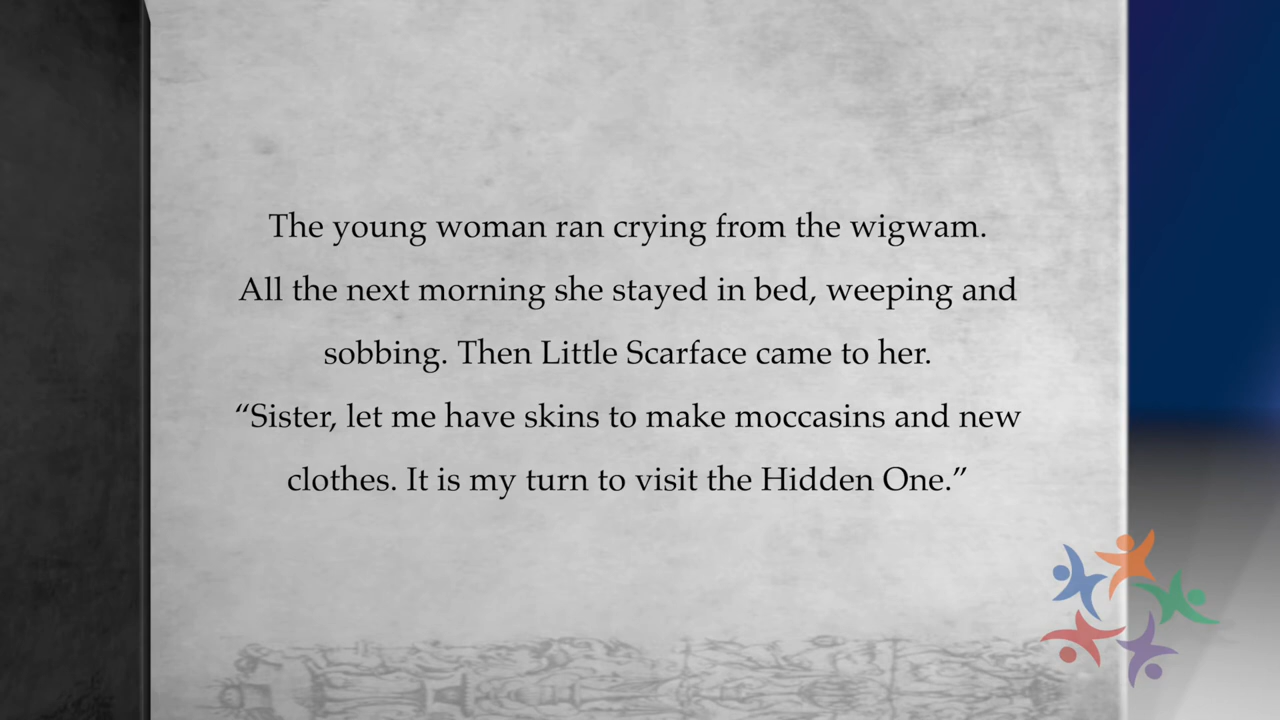 The young woman ran crying from the wigwam.
All the next morning she stayed in bed, weeping and
sobbing. Then Little Scarface came to her.
“Sister, let me have skins to make moccasins and new
clothes. It is my turn to visit the Hidden One.”